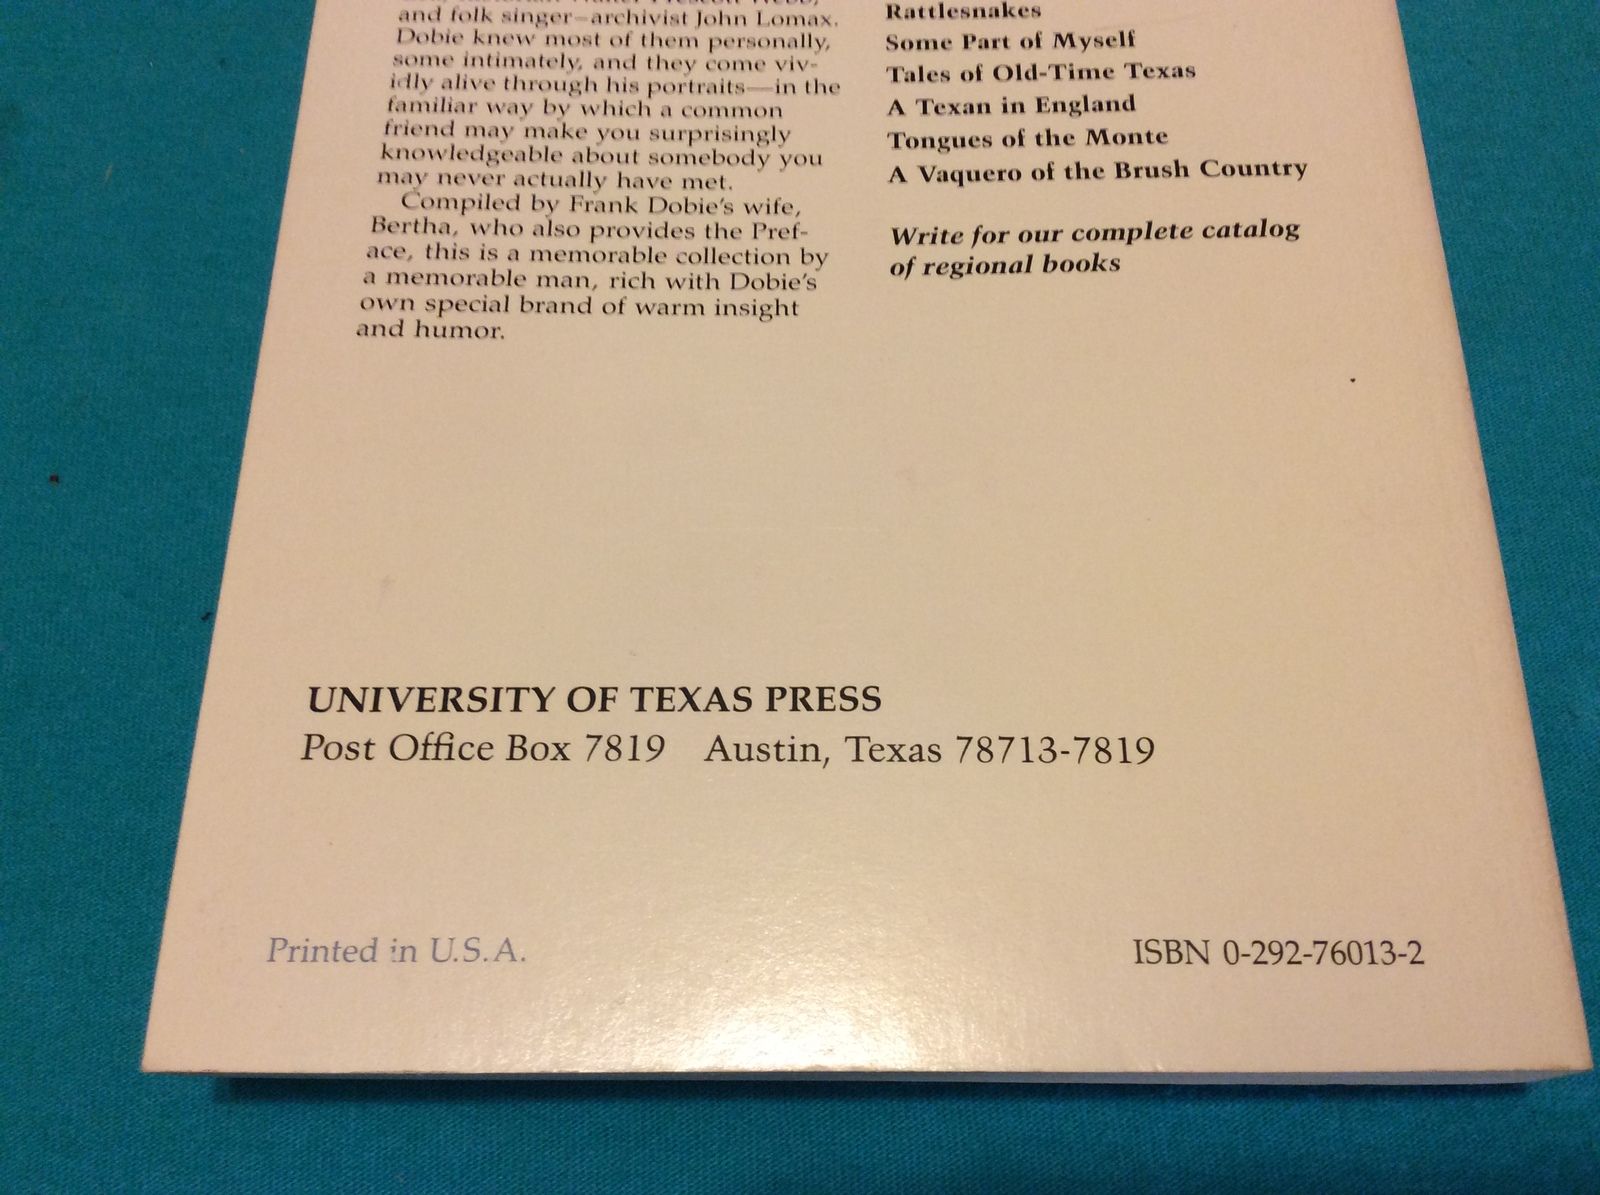 and folk singer–archivist John Lomax.
Dobie knew most of them personally,
some intimately, and they come viv-
idly alive through his portraits—in the
familiar way by which a common
friend may make you surprisingly
knowledgeable about somebody you
may never actually have met.
Compiled by Frank Dobie's wife,
Bertha, who also provides the Pref-
ace, this is a memorable collection by
a memorable man, rich with Dobie's
own special brand of warm insight
and humor.
Rattlesnakes
Some Part of Myself
Tales of Old-Time Texas
A Texan in England
Tongues of the Monte
A Vaquero of the Brush Country
Write for our complete catalog
of regional books
UNIVERSITY OF TEXAS PRESS
Post Office Box 7819 Austin, Texas 78713-7819
Printed in U.S.A.
ISBN 0-292-76013-2